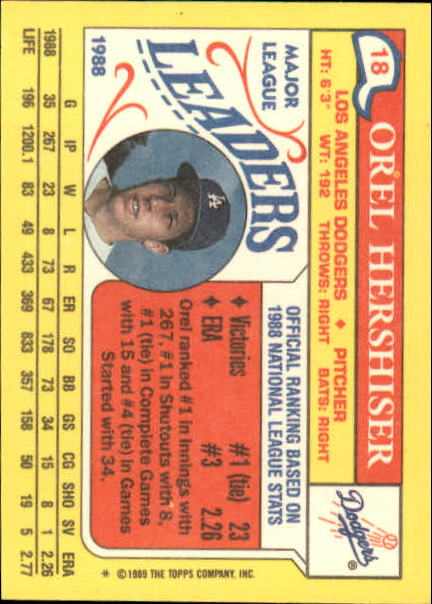 18
OREL HERSHISER
LOS ANGELES DODGERS ♦ PITCHER
HT: 6'3" WT: 192 THROWS: RIGHT BATS: RIGHT
MAJOR LEAGUE
LEADERS
1988
LA
Dodgers ®
OFFICIAL RANKING BASED ON
1988 NATIONAL LEAGUE STATS
♦ Victories #1 (tie) 23
♦ ERA #3 2.26
Orel ranked #1 in Innings with
267, #1 in Shutouts with 8,
#1 (tie) in Complete Games
with 15 and #4 (tie) in Games
Started with 34.
G IP W L R ER SO BB GS CG SHO SV ERA
1988 35 267 23 8 73 67 178 73 34 15 8 1 2.26
LIFE 196 1200.1 83 49 433 369 833 357 158 50 19 5 2.77
* ©1989 THE TOPPS COMPANY, INC.